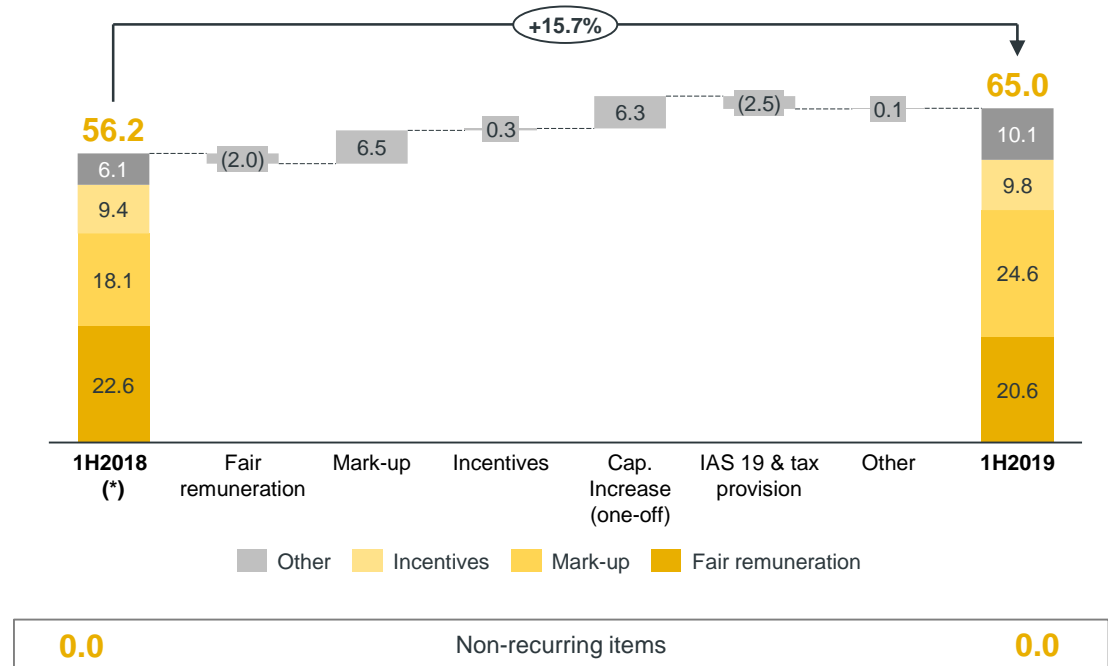 +15.7%
56.2
65.0
6.1
9.4
18.1
22.6
(2.0)
6.5
0.3
6.3
(2.5)
0.1
10.1
9.8
24.6
20.6
1H2018
(*)
Fair
remuneration
Mark-up
Incentives
Cap.
Increase
(one-off)
IAS 19 & tax
provision
Other
1H2019
Other Incentives Mark-up Fair remuneration
0.0 Non-recurring items 0.0